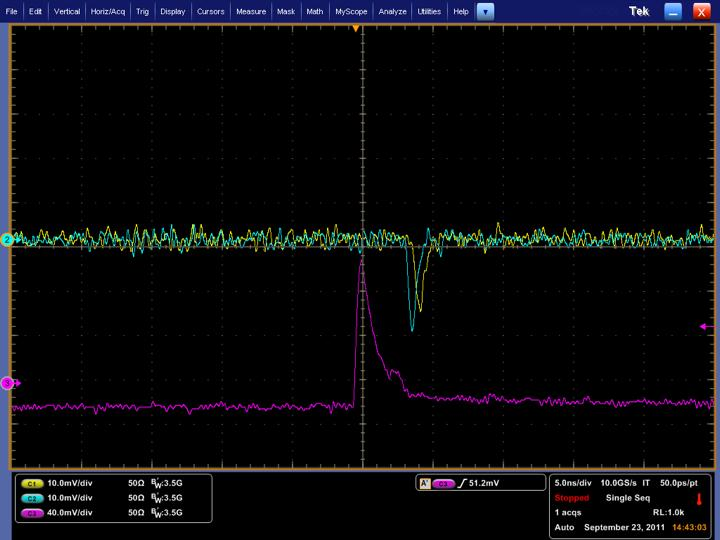 File Edit Vertical Horiz/Acq Trig Display Cursors Measure Mask Math MyScope Analyze Utilities Help Tek X
2
3
C1 10.0mV/div 50Ω BW:3.5G
C2 10.0mV/div 50Ω BW:3.5G
C3 40.0mV/div 50Ω BW:3.5G
A' C3 51.2mV
5.0ns/div 10.0GS/s IT 50.0ps/pt
Stopped Single Seq
1 acqs RL:1.0k
Auto September 23, 2011 14:43:03